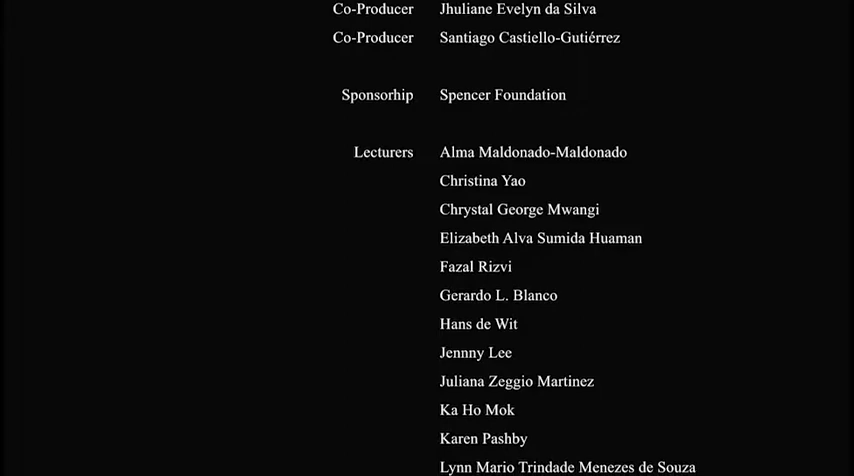 Co-Producer Jhuliane Evelyn da Silva
Co-Producer Santiago Castiello-Gutiérrez
Sponsorhip Spencer Foundation
Lecturers Alma Maldonado-Maldonado
Christina Yao
Chrystal George Mwangi
Elizabeth Alva Sumida Huaman
Fazal Rizvi
Gerardo L. Blanco
Hans de Wit
Jennny Lee
Juliana Zeggio Martinez
Ka Ho Mok
Karen Pashby
Lynn Mario Trindade Menezes de Souza